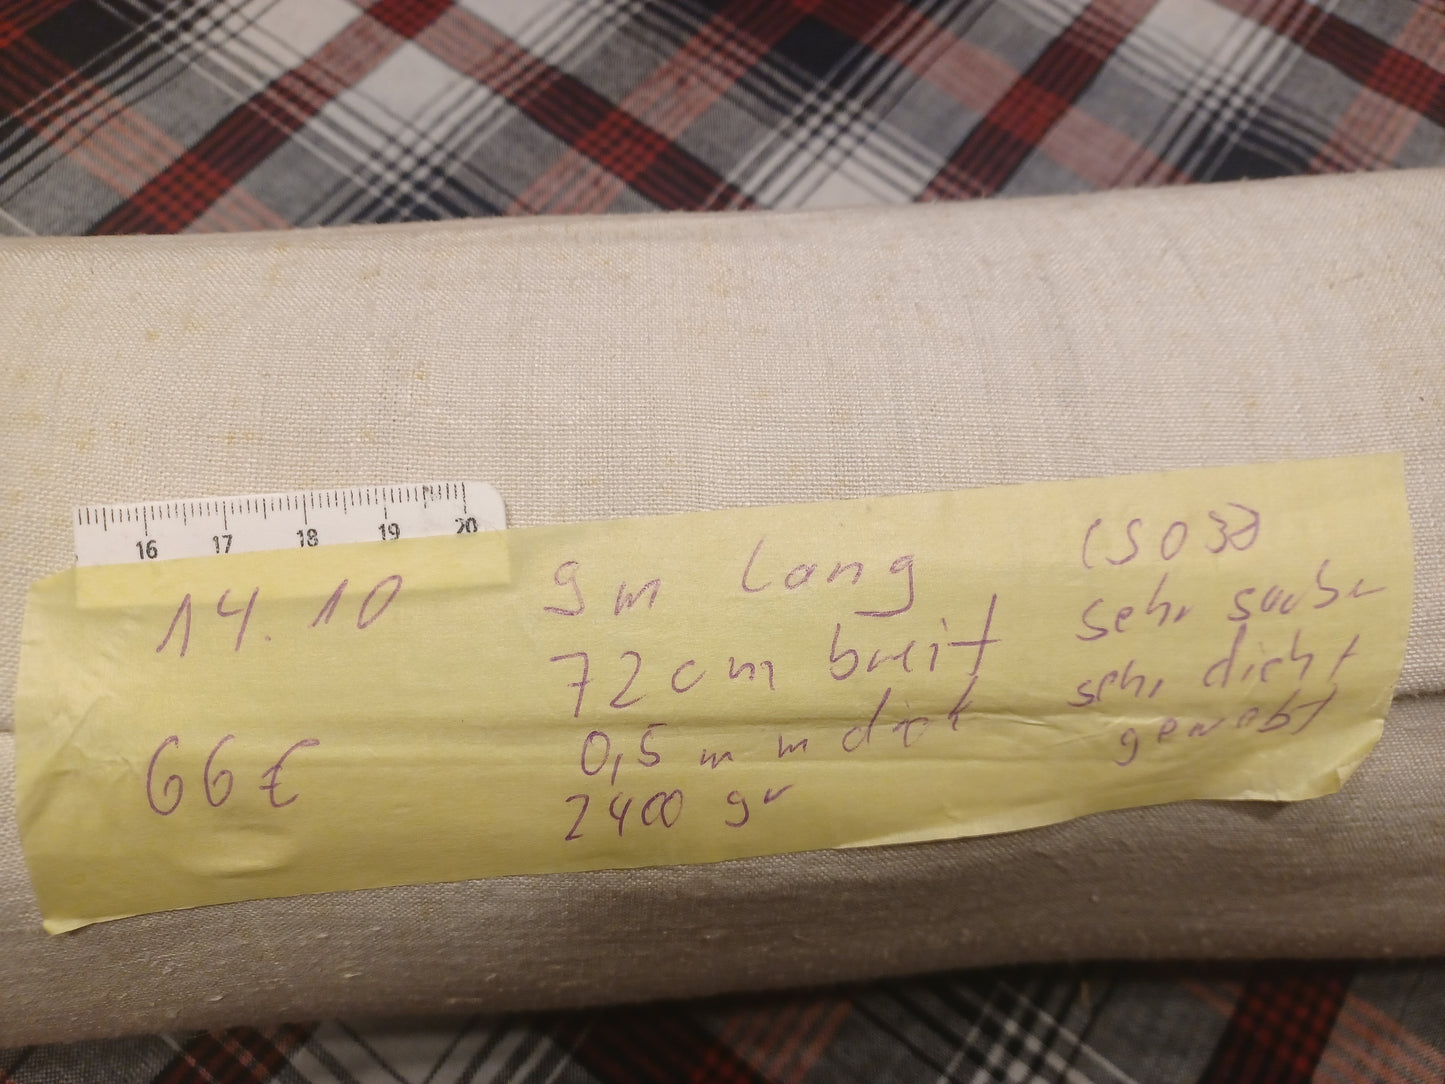 16 17 18 19 20
14.10
66€
9m lang
72cm breit
0,5 mm dick
2400 gr
sehr sauber
sehr dicht
gewebt